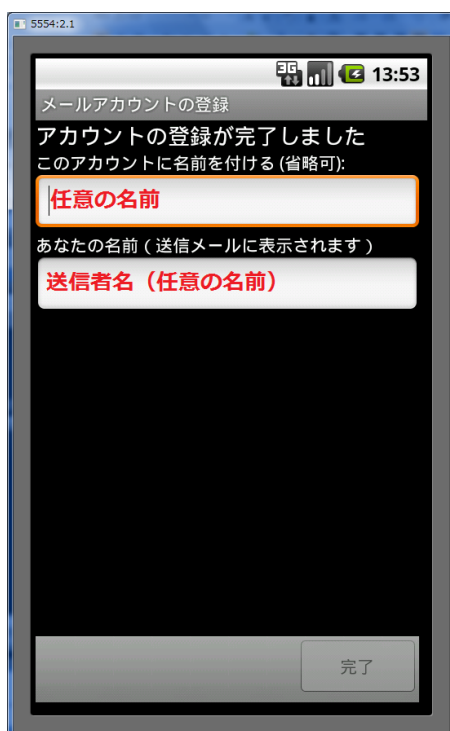 5554:2.1
3G 13:53
メールアカウントの登録
アカウントの登録が完了しました
このアカウントに名前を付ける (省略可):
任意の名前
あなたの名前 ( 送信メールに表示されます )
送信者名（任意の名前）
完了